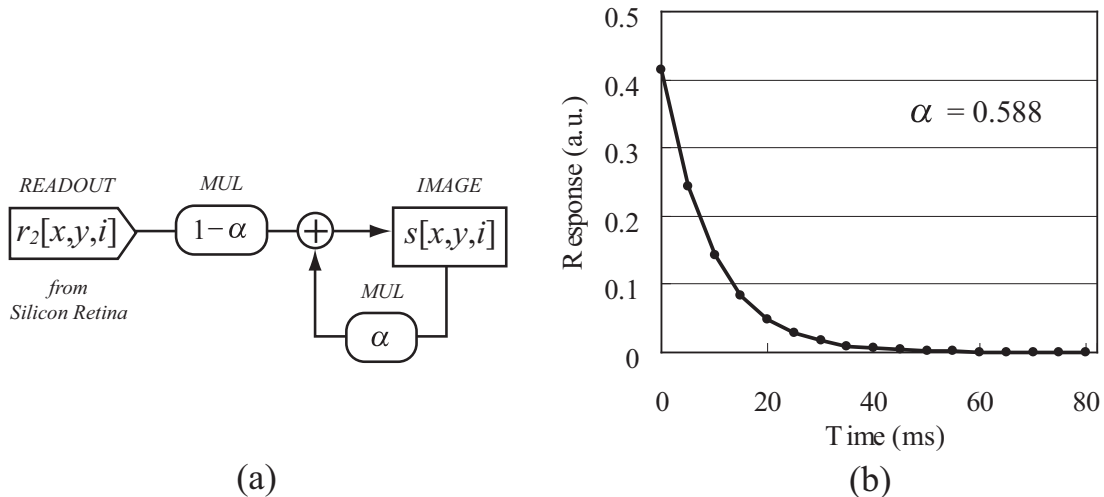 READOUT
r2[x,y,i]
from
Silicon Retina
MUL
1−α
+
IMAGE
s[x,y,i]
MUL
α
(a)
Response (a.u.)
0.5
0.4
0.3
0.2
0.1
0
α = 0.588
0 20 40 60 80
Time (ms)
(b)